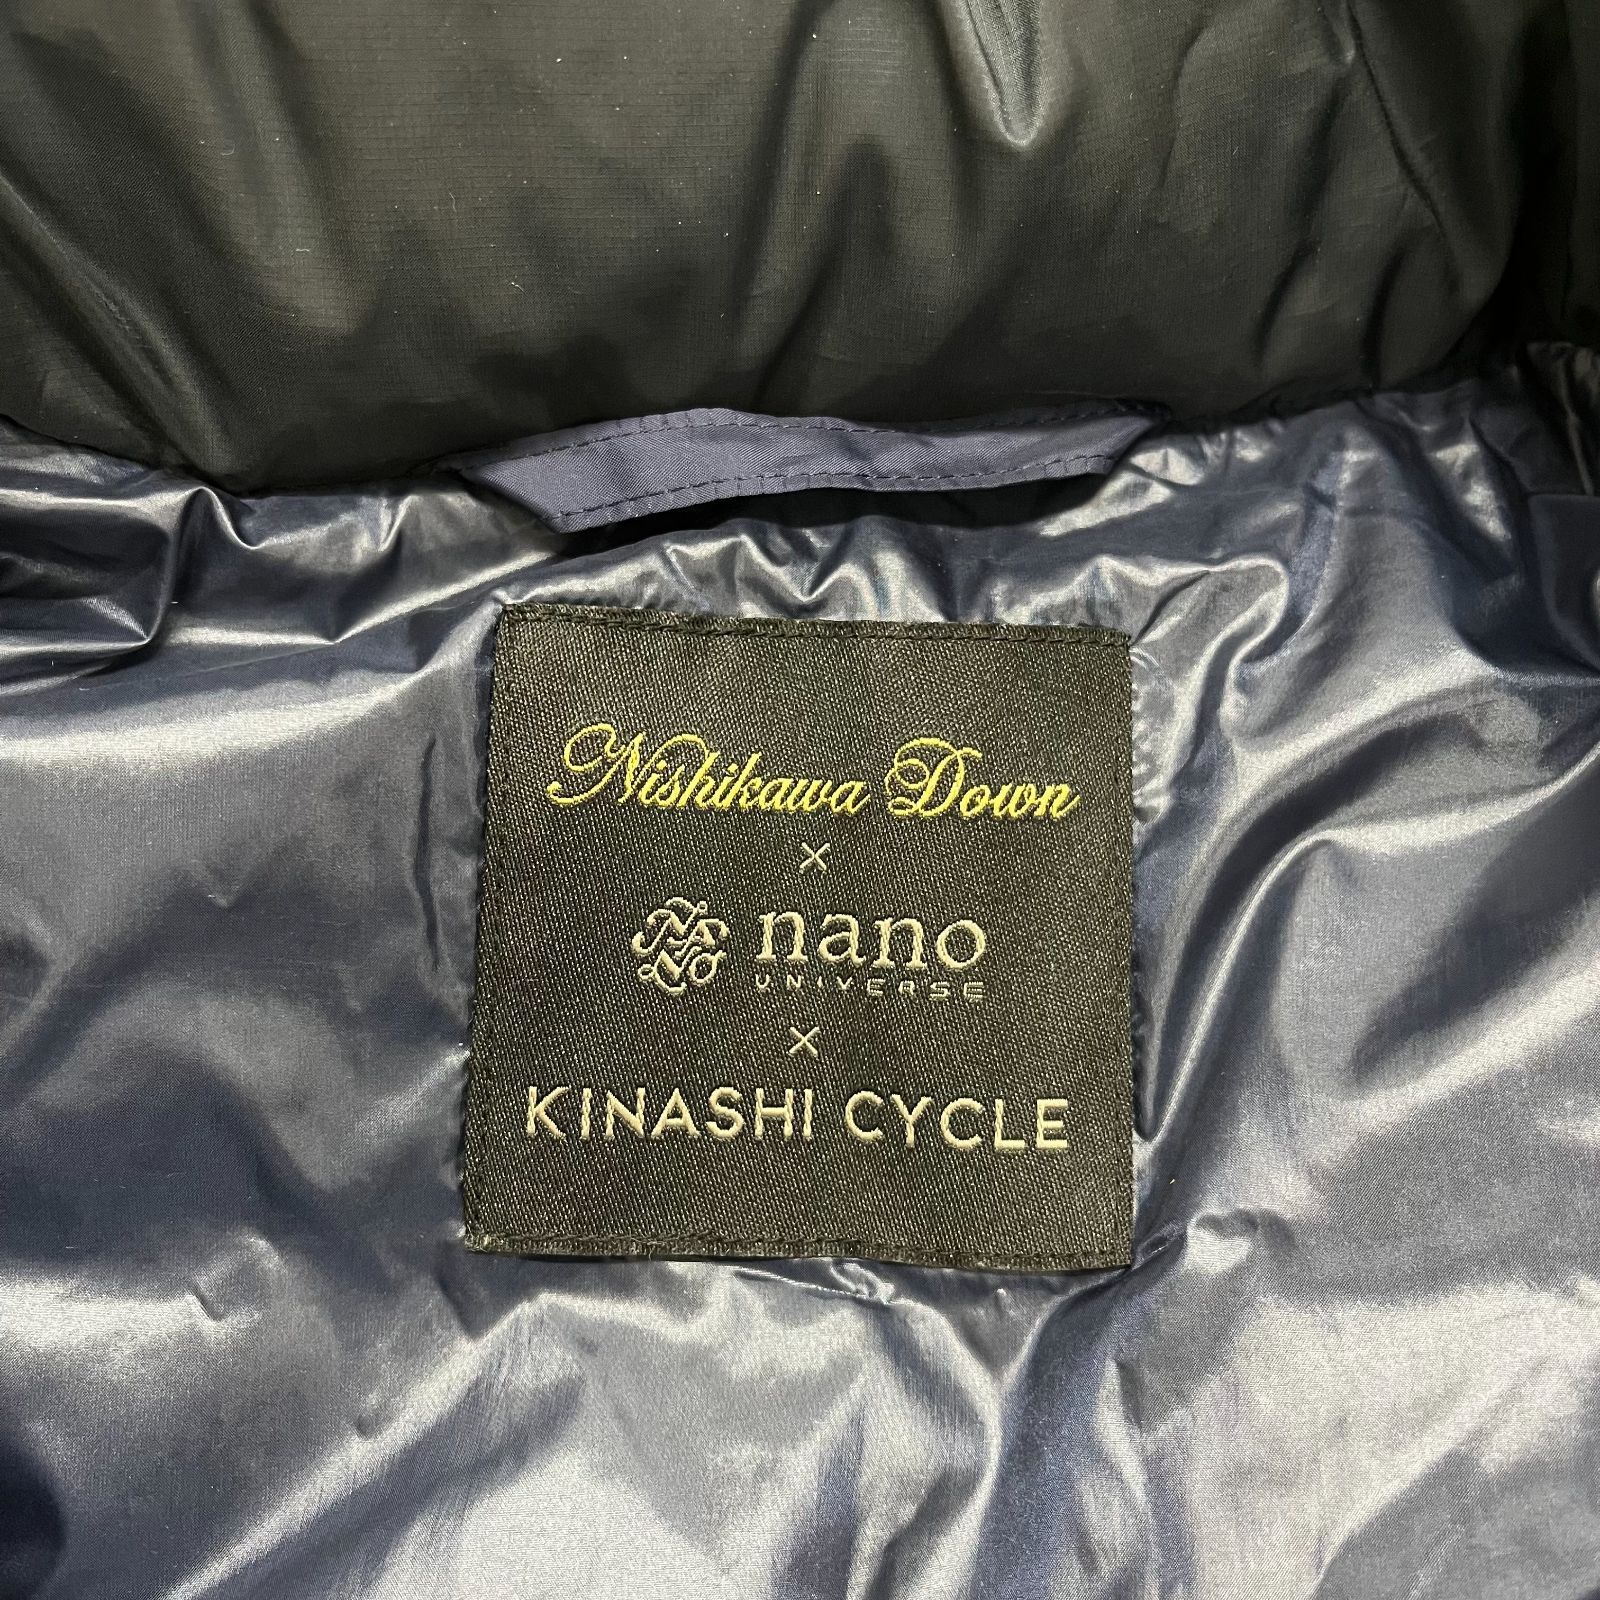 Nishikawa Down
×
nano
UNIVERSE
×
KINASHI CYCLE